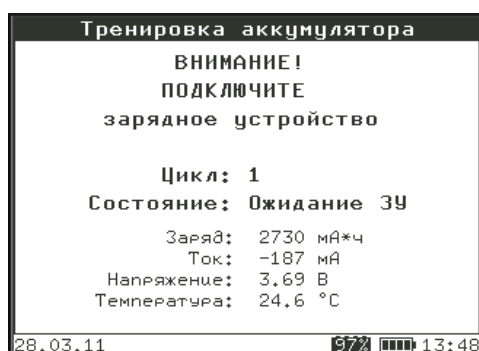 Тренировка аккумулятора
ВНИМАНИЕ!
ПОДКЛЮЧИТЕ
зарядное устройство
Цикл: 1
Состояние: Ожидание ЗУ
Заряд: 2730 мА*ч
Ток: -187 мА
Напряжение: 3.69 В
Температура: 24.6 °C
28.03.11 97% 13:48